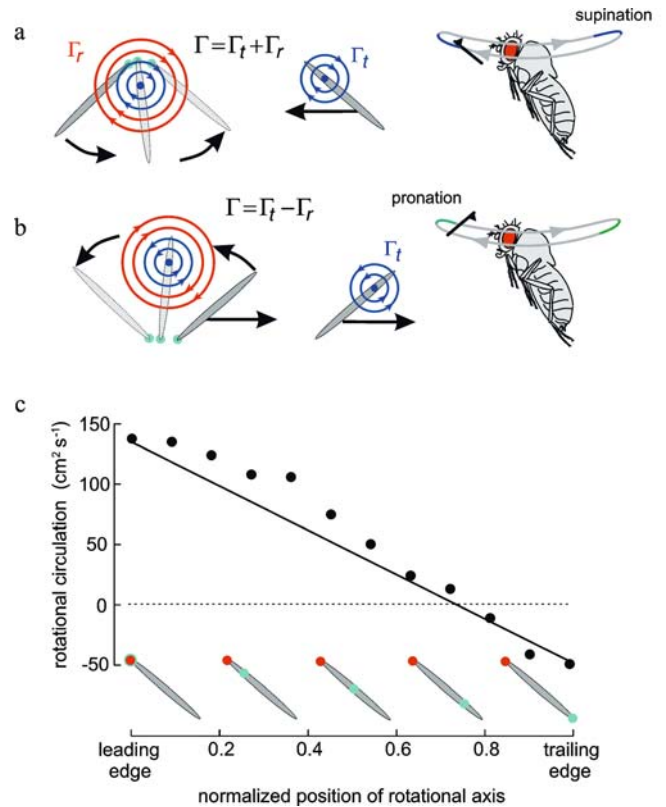 a
Γr
Γ = Γt + Γr
Γt
supination
b
Γ = Γt − Γr
Γt
pronation
c
rotational circulation (cm² s⁻¹)
150
100
50
0
-50
leading edge
0.2
0.4
0.6
0.8
trailing edge
normalized position of rotational axis